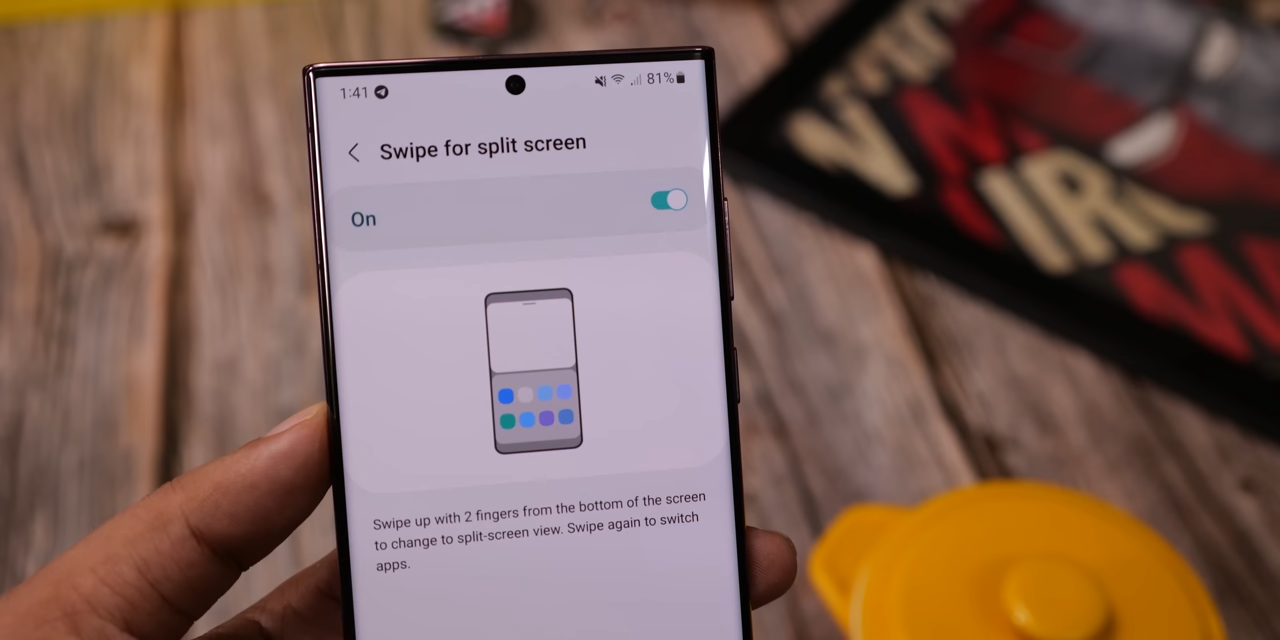 1:41
81%
Swipe for split screen
On
Swipe up with 2 fingers from the bottom of the screen
to change to split-screen view. Swipe again to switch
apps.